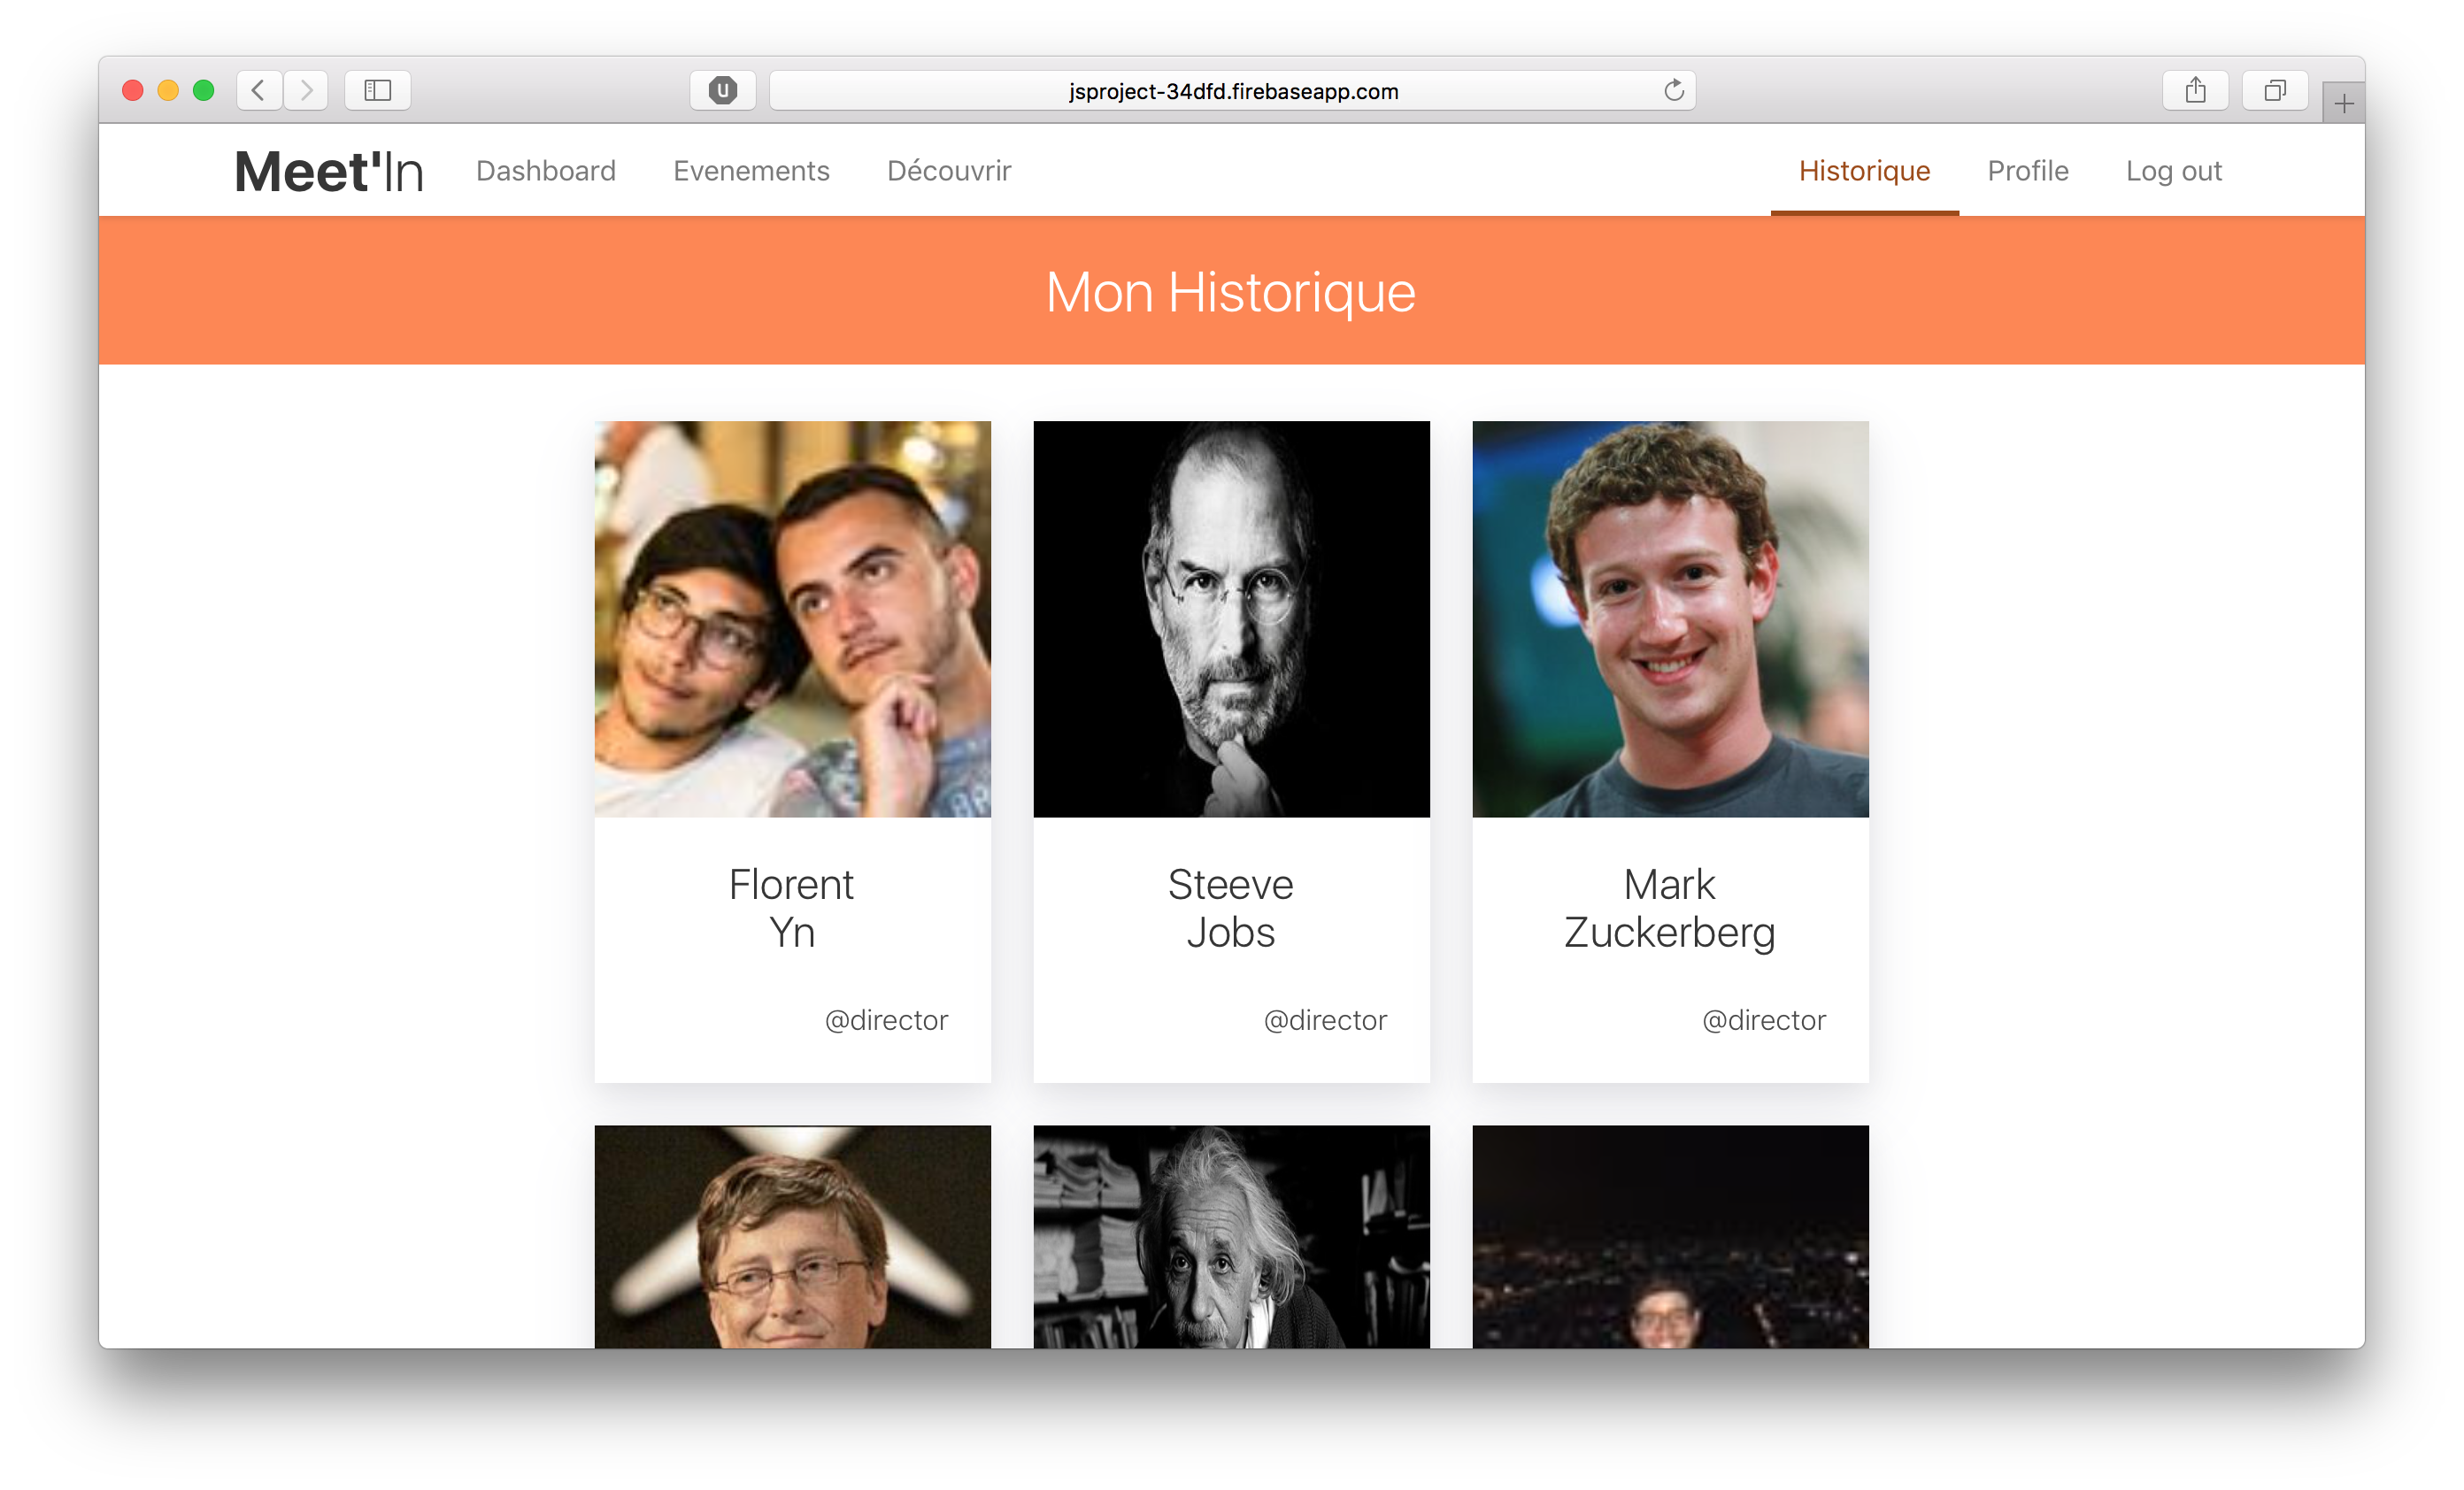 jsproject-34dfd.firebaseapp.com
Meet'In Dashboard Evenements Découvrir Historique Profile Log out
Mon Historique
Florent
Yn
@director
Steeve
Jobs
@director
Mark
Zuckerberg
@director